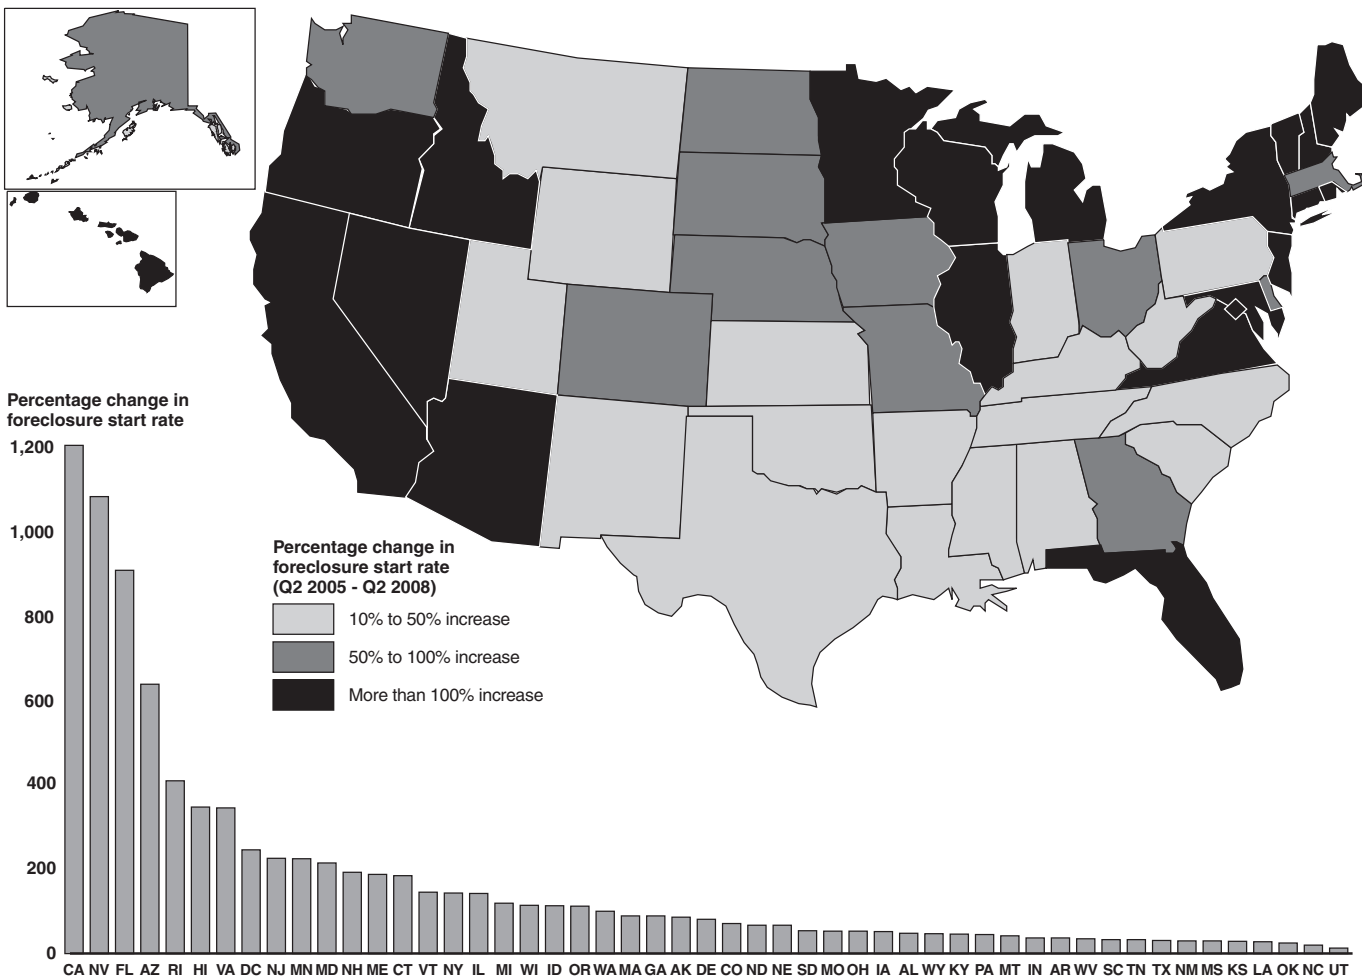 Percentage change in
foreclosure start rate
1,200
1,000
800
600
400
200
0
CA NV FL AZ RI HI VA DC NJ MN MD NH ME CT VT NY IL MI WI ID OR WA MA GA AK DE CO ND NE SD MO OH IA AL WY KY PA MT IN AR WV SC TN TX NM MS KS LA OK NC UT
Percentage change in
foreclosure start rate
(Q2 2005 - Q2 2008)
10% to 50% increase
50% to 100% increase
More than 100% increase